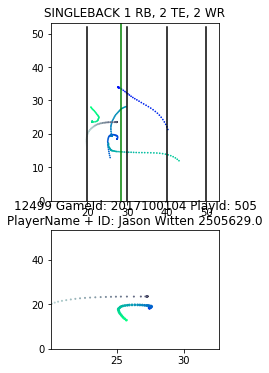 SINGLEBACK 1 RB, 2 TE, 2 WR
50
40
30
20
10
0
20 30 40 50
12499 GameId: 2017100104 PlayId: 505
PlayerName + ID: Jason Witten 2505629.0
40
20
0
25 30